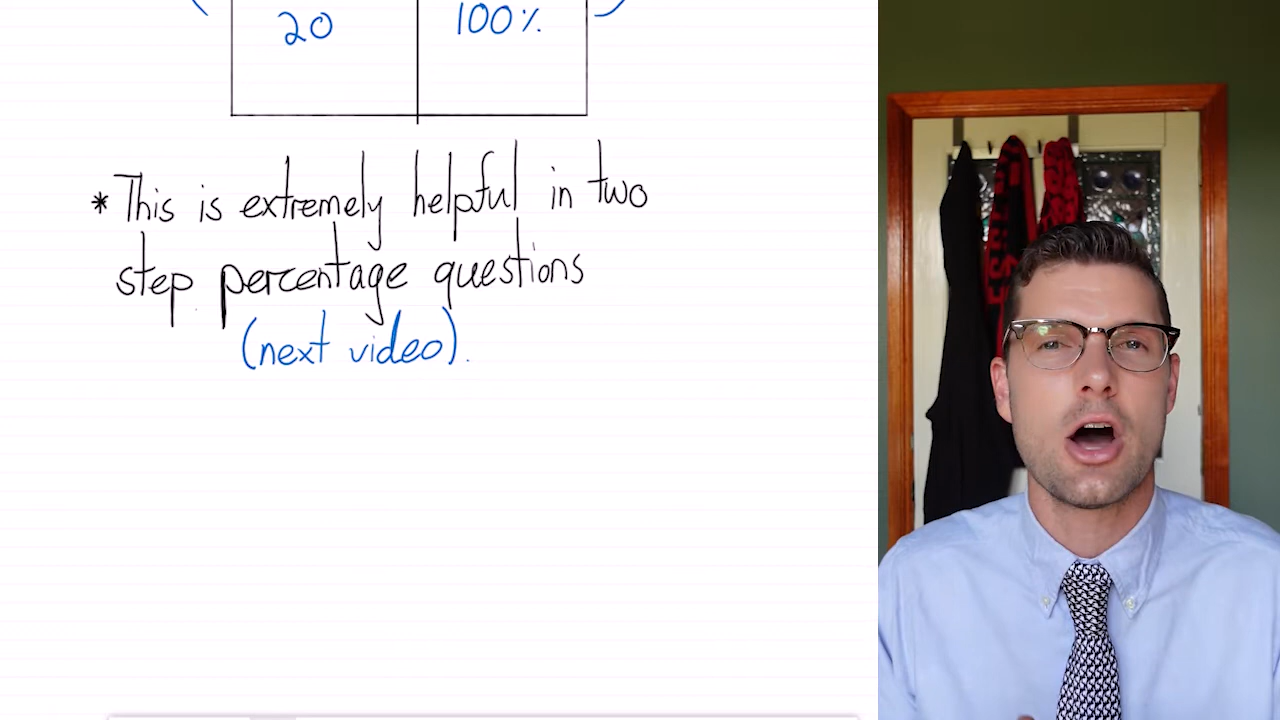 20 100%
* This is extremely helpful in two
step percentage questions
(next video).